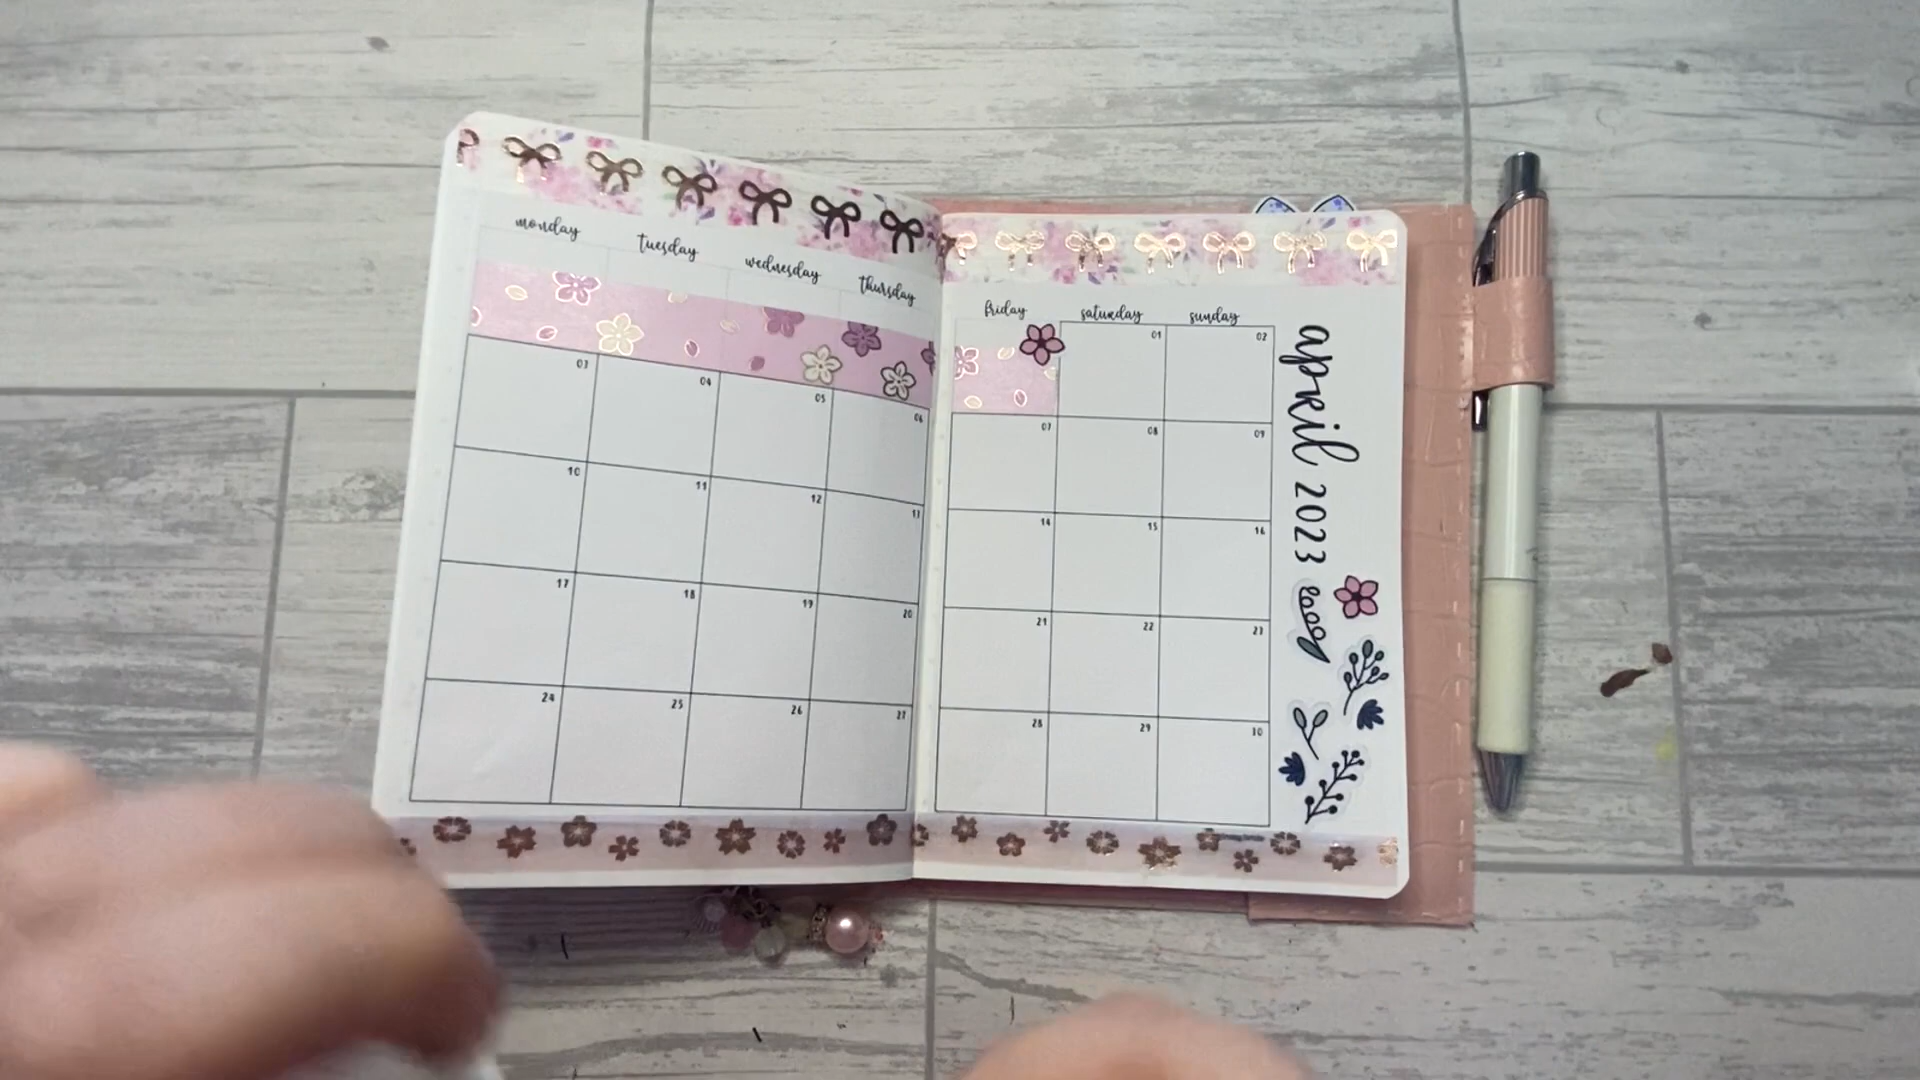 monday tuesday wednesday thursday friday saturday sunday
01 02
03 04 05 06 07 08 09
10 11 12 13 14 15 16
17 18 19 20 21 22 23
24 25 26 27 28 29 30
april 2023